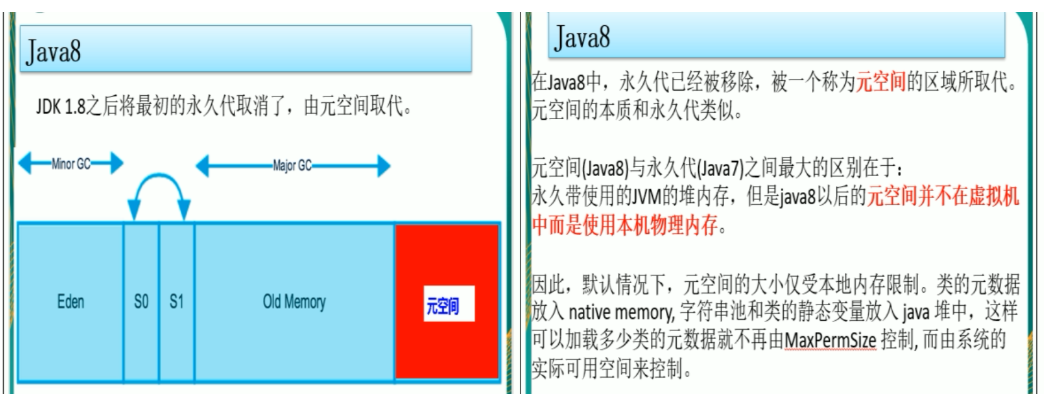 Java8
JDK 1.8之后将最初的永久代取消了，由元空间取代。
Minor GC
Major GC
Eden
S0
S1
Old Memory
元空间
Java8
在Java8中，永久代已经被移除，被一个称为元空间的区域所取代。
元空间的本质和永久代类似。
元空间(Java8)与永久代(Java7)之间最大的区别在于：
永久带使用的JVM的堆内存，但是java8以后的元空间并不在虚拟机
中而是使用本机物理内存。
因此，默认情况下，元空间的大小仅受本地内存限制。类的元数据
放入 native memory, 字符串池和类的静态变量放入 java 堆中，这样
可以加载多少类的元数据就不再由MaxPermSize 控制, 而由系统的
实际可用空间来控制。